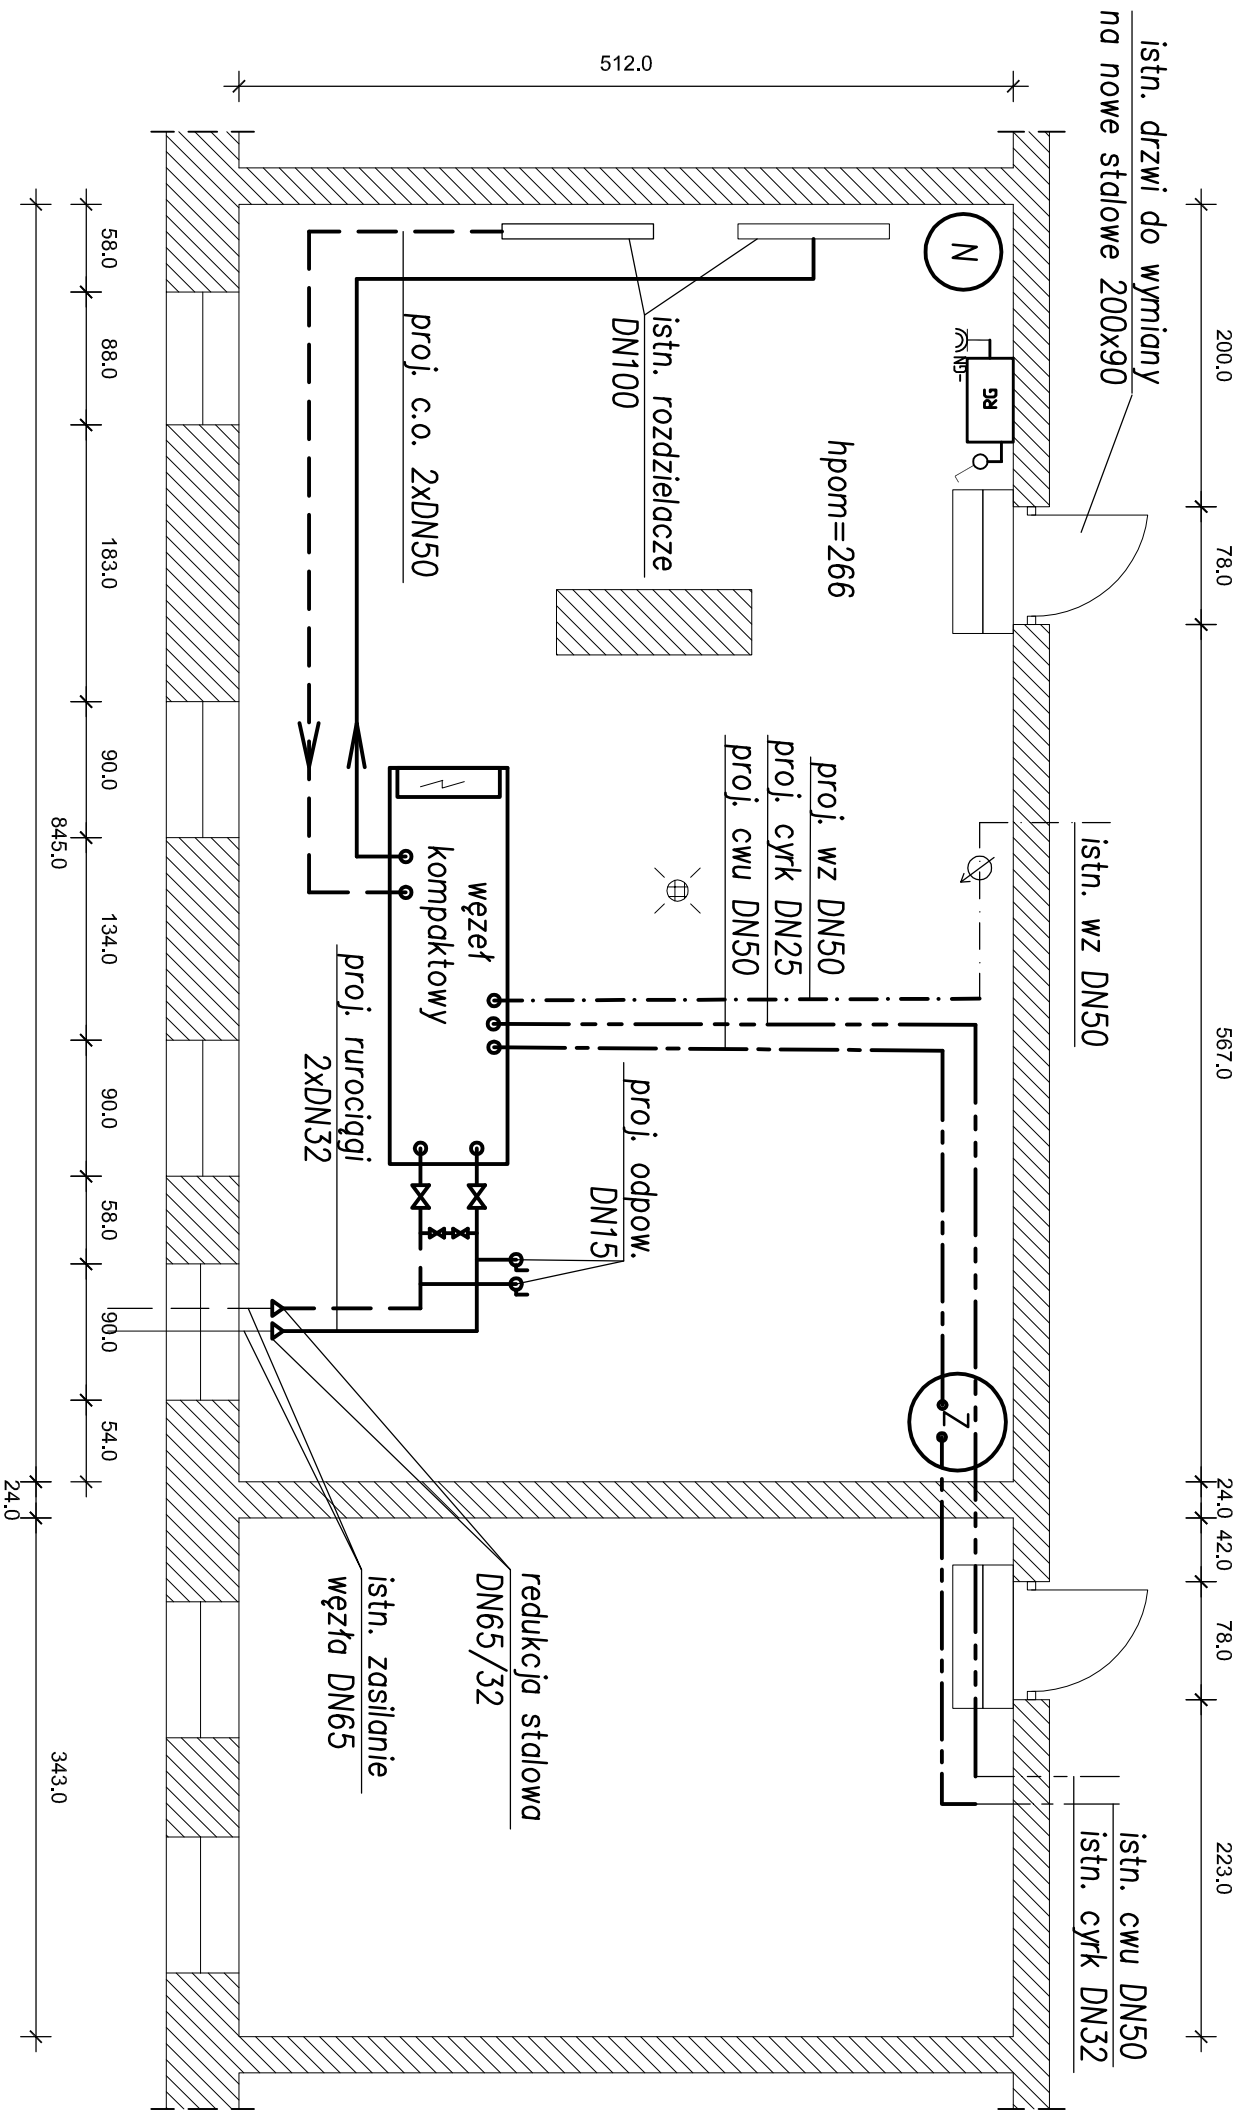 512.0
istn. drzwi do wymiany
na nowe stalowe 200x90
200.0
78.0
567.0
24.0
42.0
78.0
223.0
N
RG
hpom=266
istn. rozdzielacze
DN100
proj. c.o. 2xDN50
istn. wz DN50
proj. wz DN50
proj. cyrk DN25
proj. cwu DN50
węzeł
kompaktowy
proj. odpow.
DN15
proj. rurociągi
2xDN32
Z
istn. cwu DN50
istn. cyrk DN32
redukcja stalowa
DN65/32
istn. zasilanie
węzła DN65
58.0
88.0
183.0
90.0
134.0
90.0
58.0
90.0
54.0
845.0
24.0
343.0